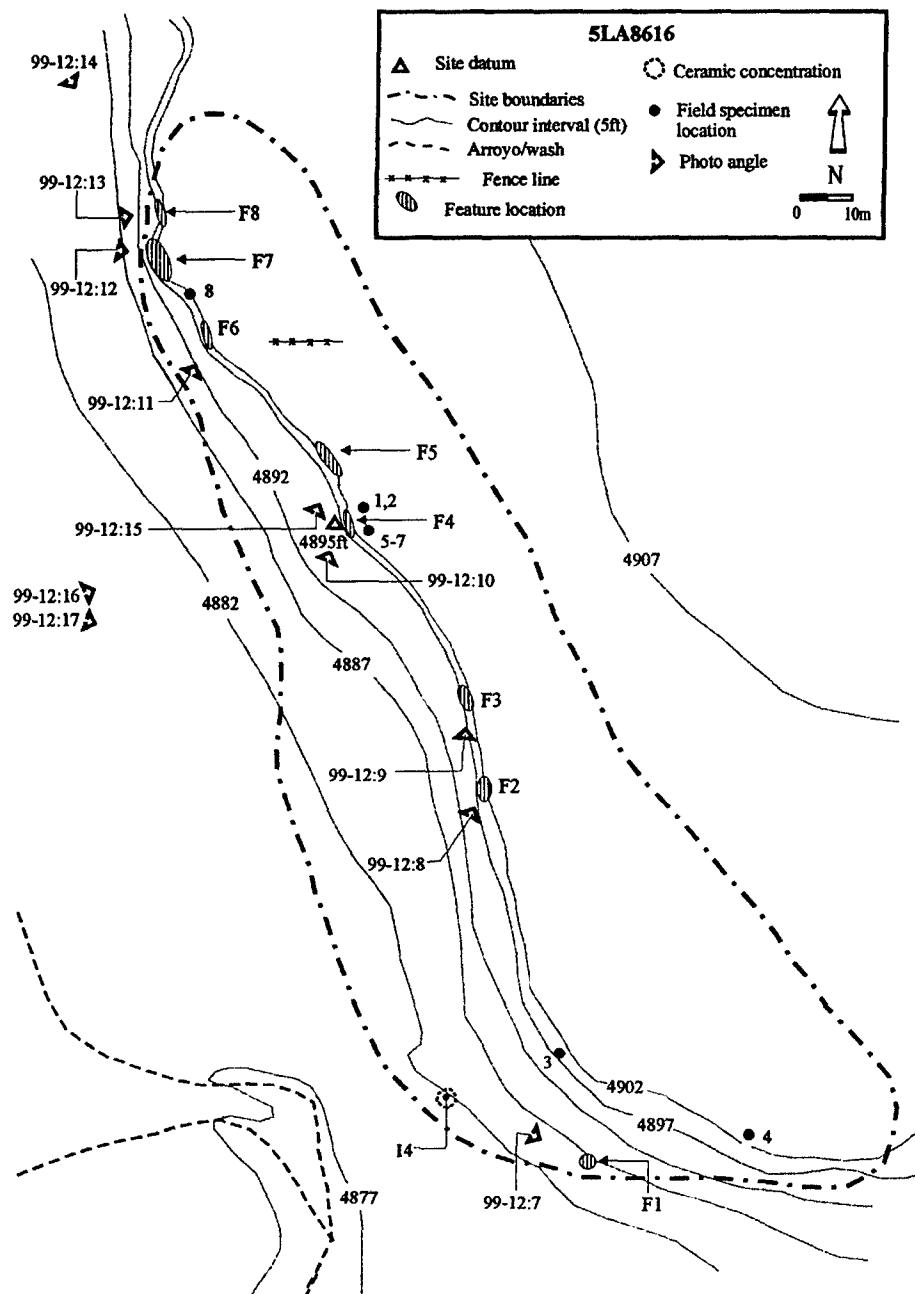 5LA8616
Site datum
Site boundaries
Contour interval (5ft)
Arroyo/wash
Fence line
Feature location
Ceramic concentration
Field specimen
location
Photo angle
N
0 10m
99-12:14
99-12:13
F8
F7
99-12:12
8
F6
99-12:11
F5
4892
1,2
99-12:15
F4
4895ft
5-7
4907
99-12:10
99-12:16
4882
99-12:17
4887
F3
99-12:9
F2
99-12:8
3
4902
4897
4
I4
4877
99-12:7
F1